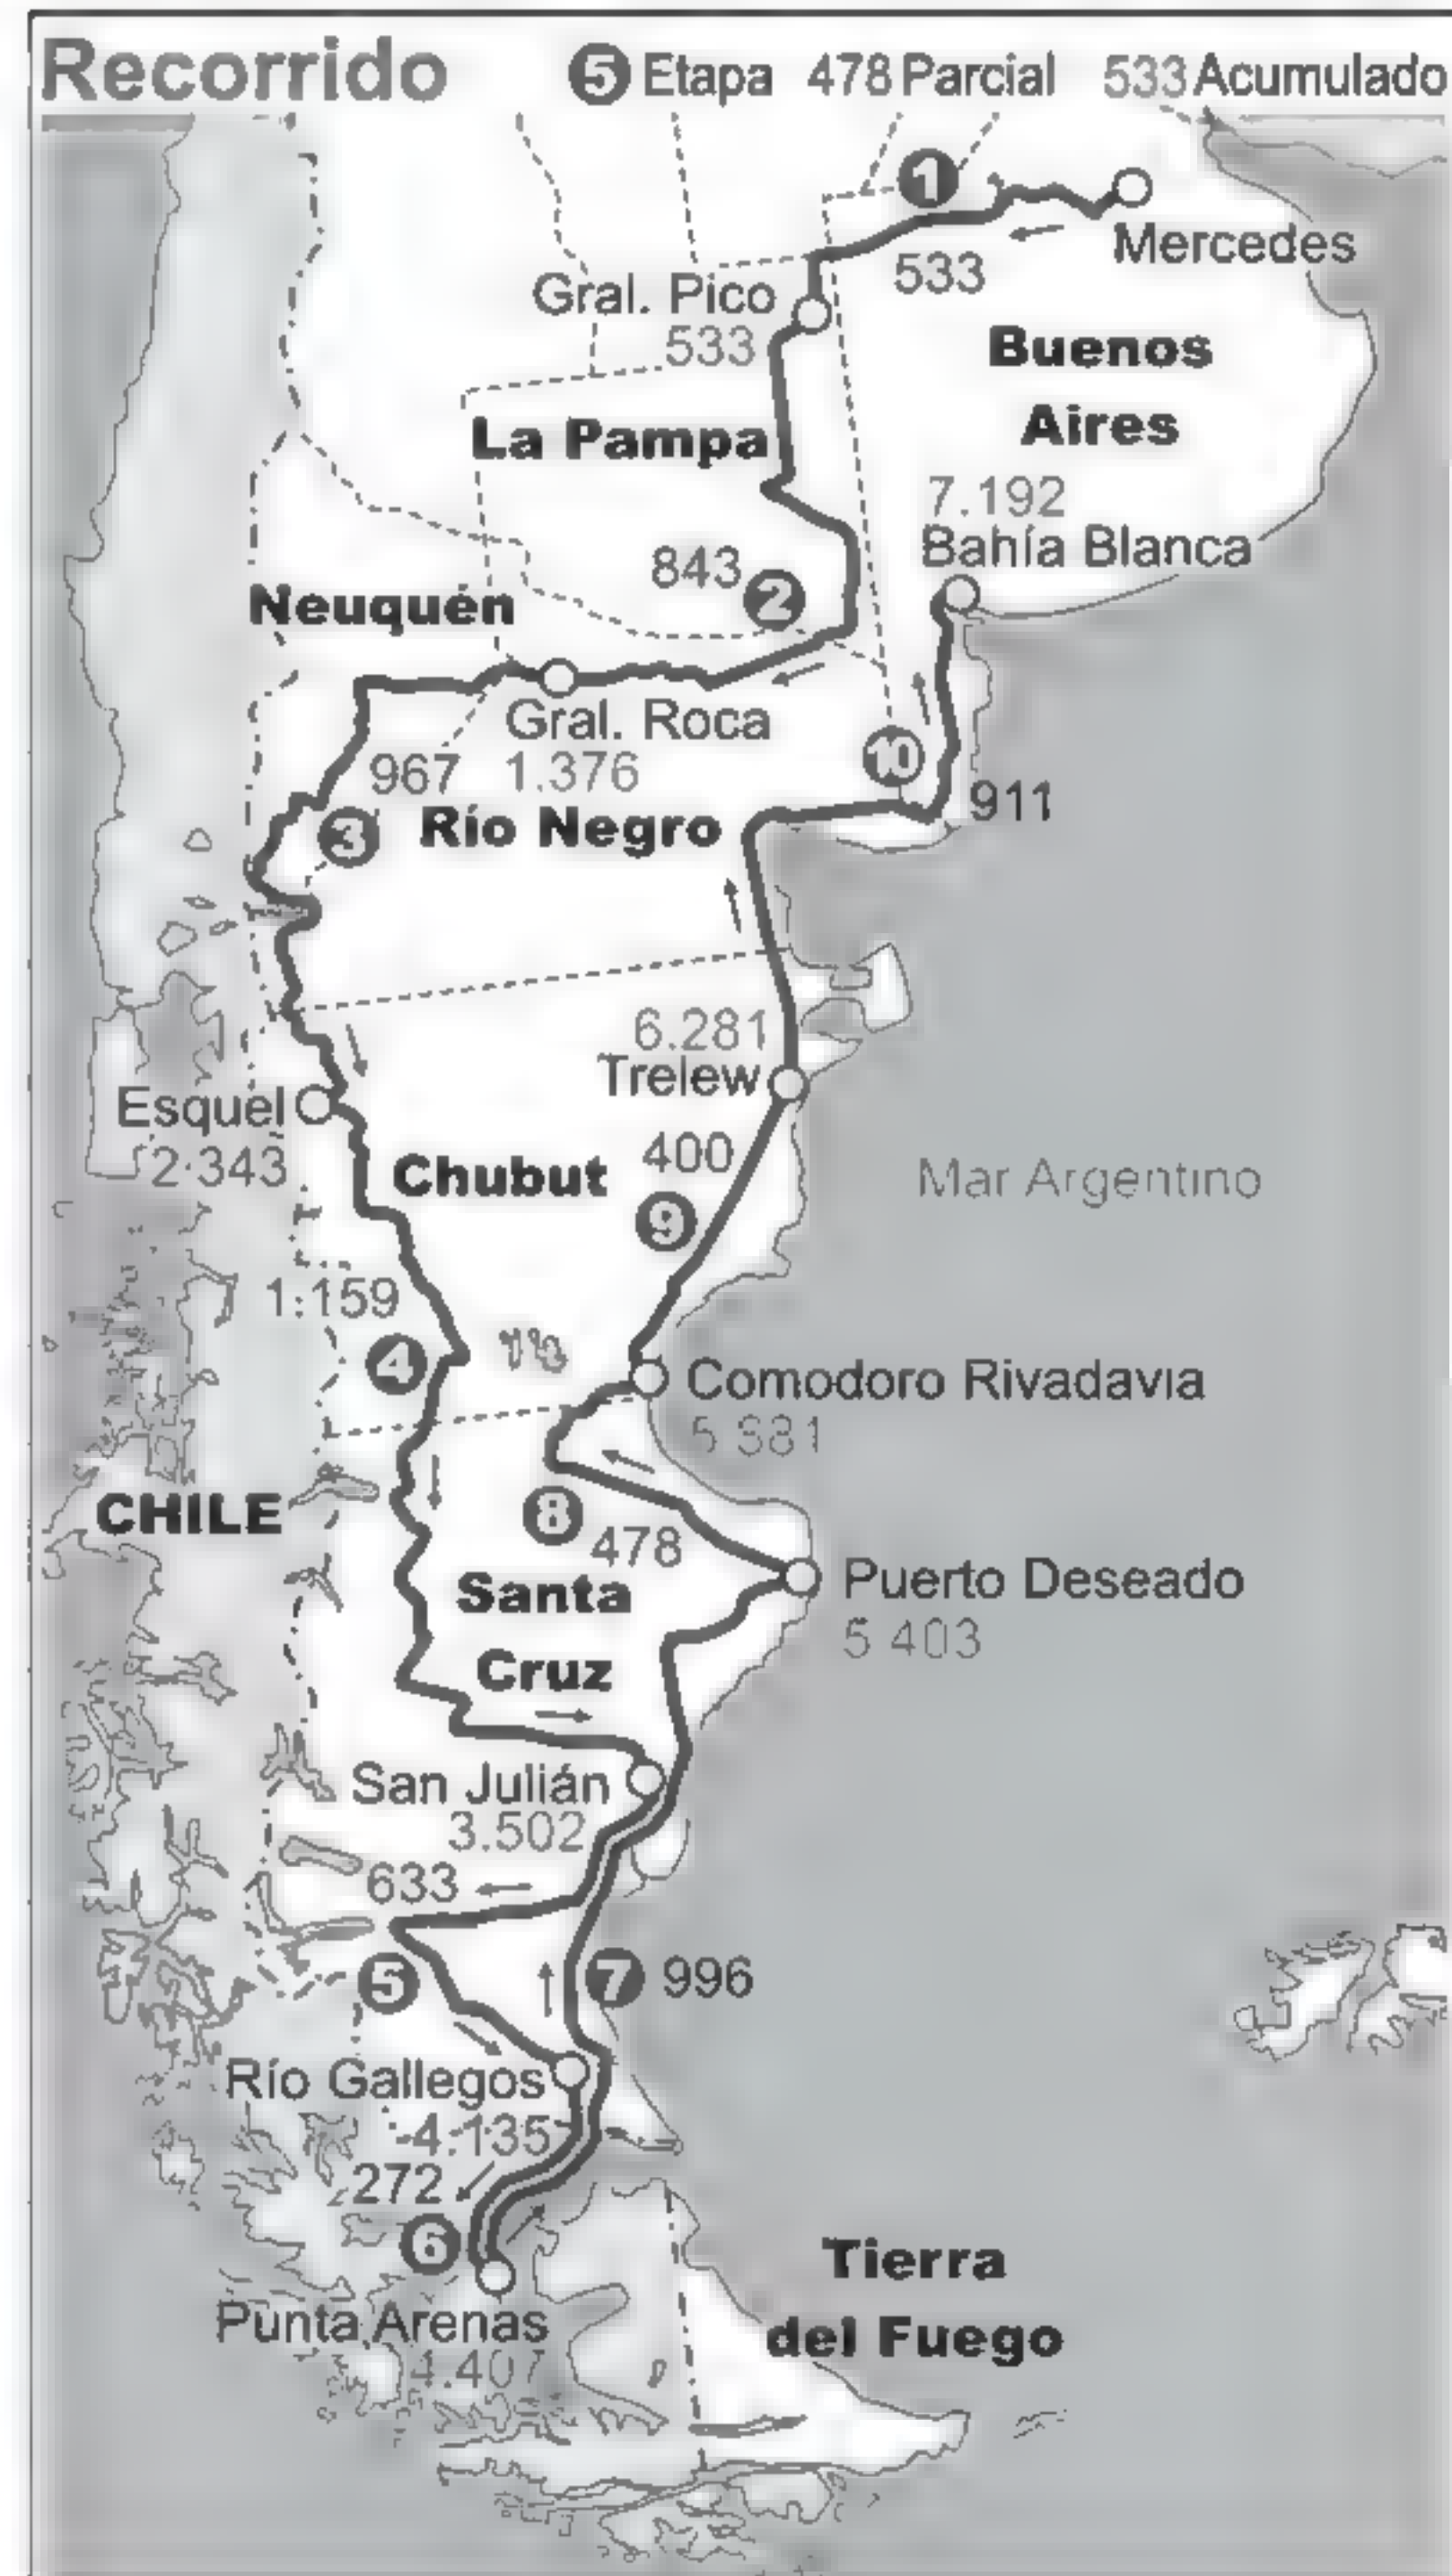 Recorrido
5 Etapa 478 Parcial 533 Acumulado
1
Mercedes
533
Gral. Pico
533
Buenos
Aires
La Pampa
7.192
Bahía Blanca
843
2
Neuquén
Gral. Roca
967 1.376
10
911
3
Río Negro
6.281
Trelew
Esquel
2.343
400
Chubut
Mar Argentino
9
1.159
4
Comodoro Rivadavia
5 881
CHILE
8
478
Santa
Cruz
Puerto Deseado
5 403
San Julián
3.502
633
5
7 996
Río Gallegos
4.135
272
6
Punta Arenas
4.407
Tierra
del Fuego